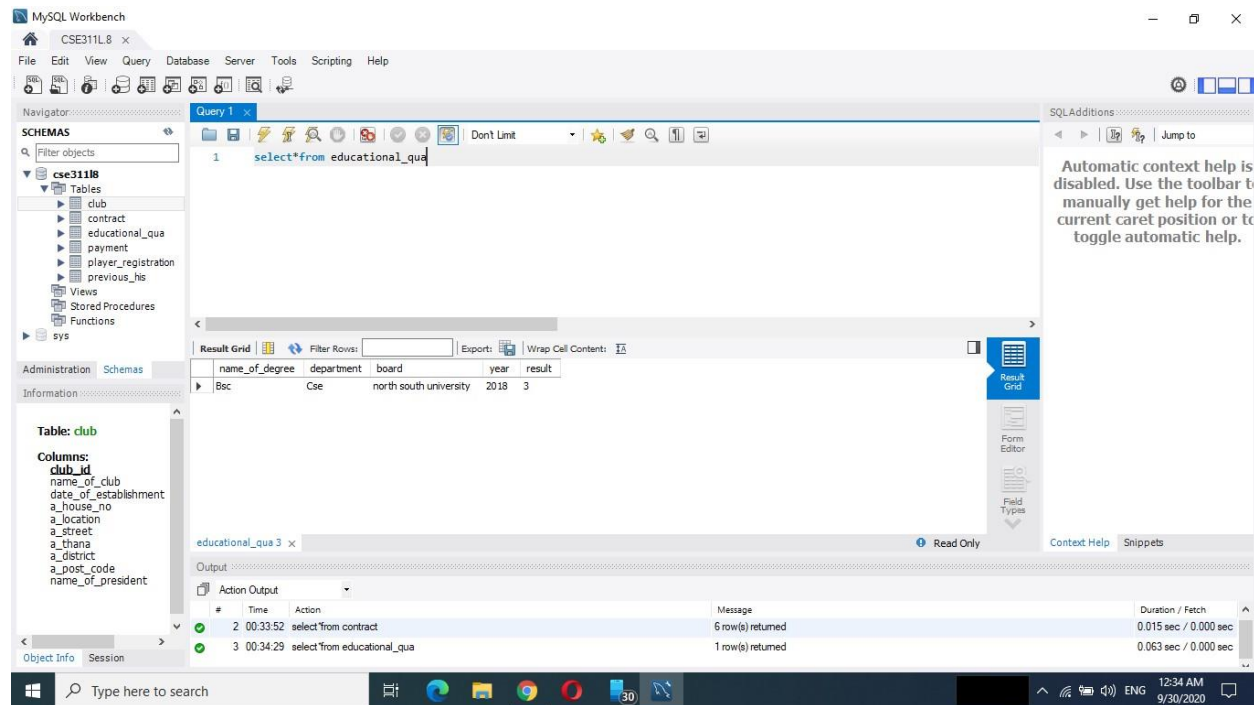 MySQL Workbench
CSE311L.8 ×
File Edit View Query Database Server Tools Scripting Help
Navigator
SCHEMAS
Filter objects
cse311l8
Tables
club
contract
educational_qua
payment
player_registration
previous_his
Views
Stored Procedures
Functions
sys
Administration Schemas
Information
Table: club
Columns:
club_id
name_of_club
date_of_establishment
a_house_no
a_location
a_street
a_thana
a_district
a_post_code
name_of_president
Object Info Session
Query 1 ×
Don't Limit
1 select*from educational_qua
Result Grid Filter Rows: Export: Wrap Cell Content:
name_of_degree department board year result
Bsc Cse north south university 2018 3
Result Grid
Form Editor
Field Types
educational_qua 3 ×
Read Only
Output
Action Output
# Time Action Message Duration / Fetch
2 00:33:52 select*from contract 6 row(s) returned 0.015 sec / 0.000 sec
3 00:34:29 select*from educational_qua 1 row(s) returned 0.063 sec / 0.000 sec
SQLAdditions
Jump to
Automatic context help is
disabled. Use the toolbar to
manually get help for the
current caret position or to
toggle automatic help.
Context Help Snippets
Type here to search
30
ENG
12:34 AM
9/30/2020